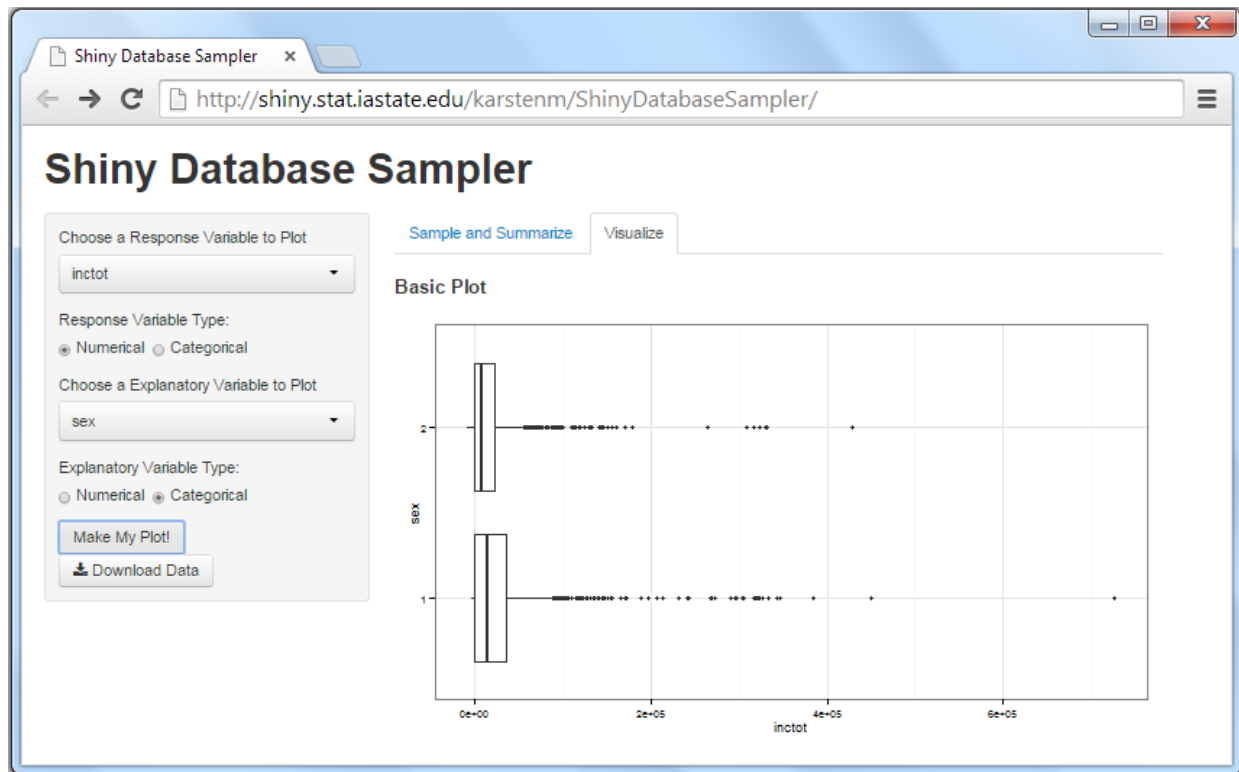 Shiny Database Sampler
http://shiny.stat.iastate.edu/karstenm/ShinyDatabaseSampler/
Shiny Database Sampler
Choose a Response Variable to Plot
inctot
Response Variable Type:
Numerical Categorical
Choose a Explanatory Variable to Plot
sex
Explanatory Variable Type:
Numerical Categorical
Make My Plot!
Download Data
Sample and Summarize Visualize
Basic Plot
2
sex
1
0e+00 2e+05 4e+05 6e+05
inctot